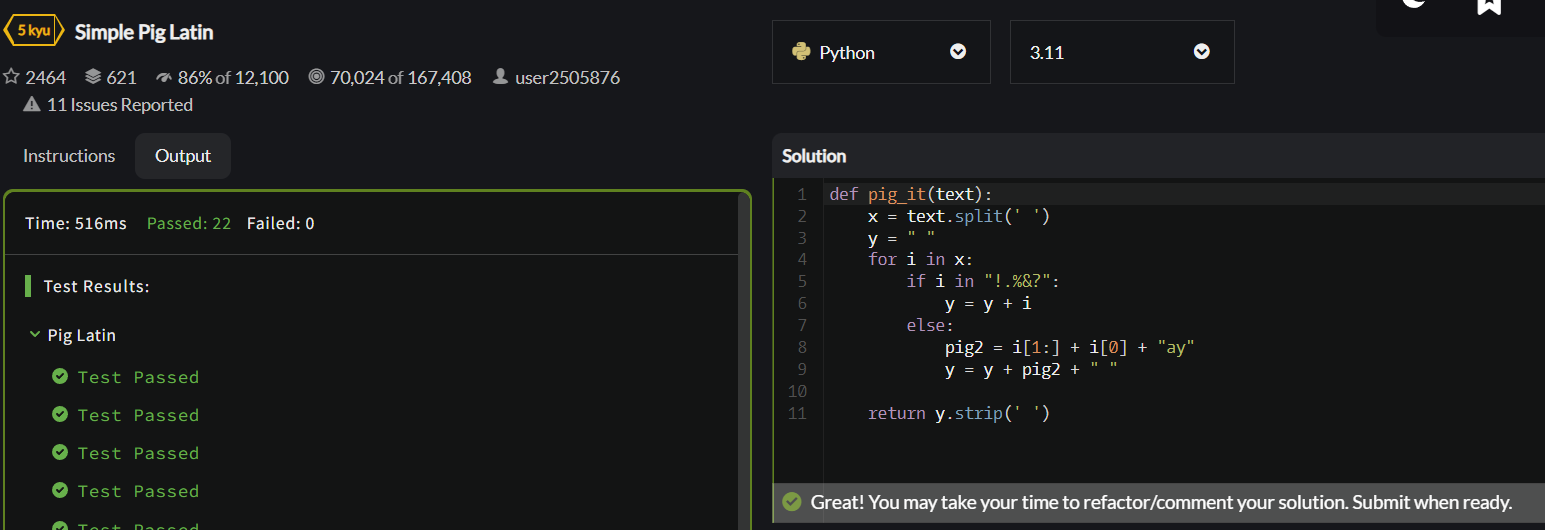 5 kyu Simple Pig Latin
2464 621 86% of 12,100 70,024 of 167,408 user2505876
11 Issues Reported
Python 3.11
Instructions Output
Time: 516ms Passed: 22 Failed: 0
Test Results:
Pig Latin
Test Passed
Test Passed
Test Passed
Test Passed
Test Passed
Solution
1 def pig_it(text):
2     x = text.split(' ')
3     y = " "
4     for i in x:
5         if i in "!.%&?":
6             y = y + i
7         else:
8             pig2 = i[1:] + i[0] + "ay"
9             y = y + pig2 + " "
10
11     return y.strip(' ')
Great! You may take your time to refactor/comment your solution. Submit when ready.